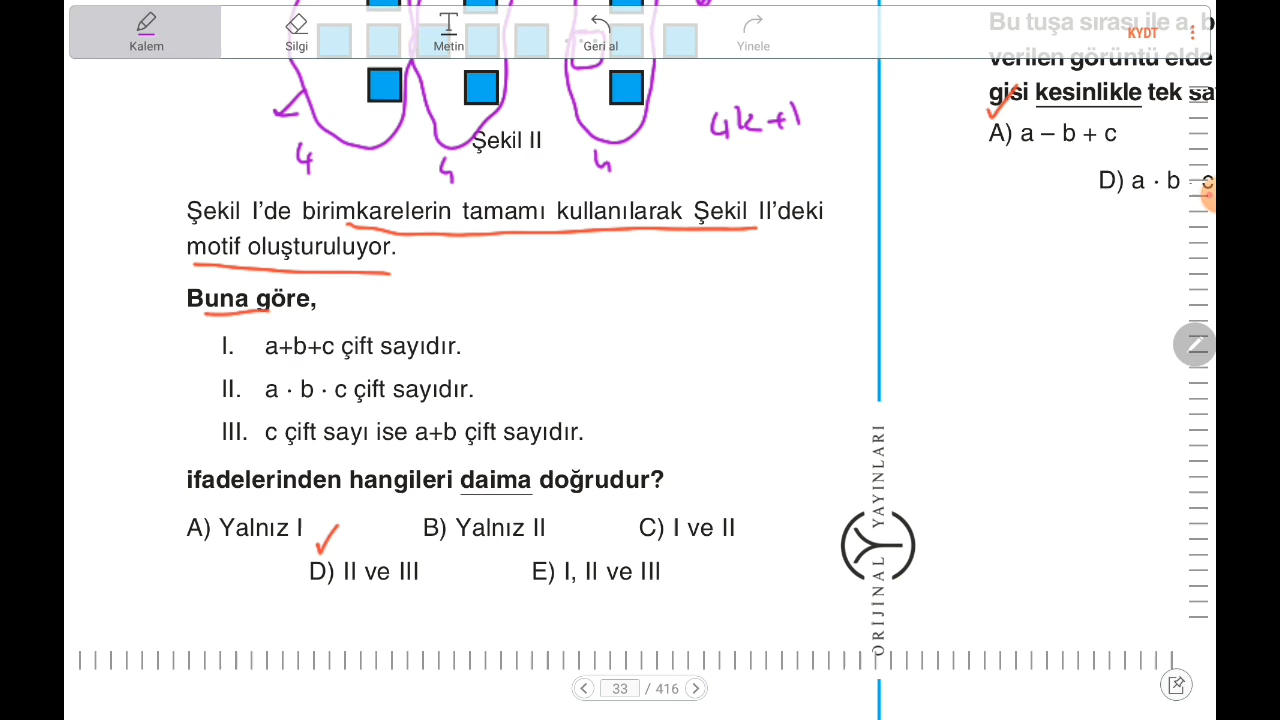 Kalem
Silgi
Metin
Geri al
Yinele
KYDT
4k+1
Şekil II
4
4
4
Şekil I’de birimkarelerin tamamı kullanılarak Şekil II’deki
motif oluşturuluyor.
Buna göre,
I. a+b+c çift sayıdır.
II. a · b · c çift sayıdır.
III. c çift sayı ise a+b çift sayıdır.
ifadelerinden hangileri daima doğrudur?
A) Yalnız I B) Yalnız II C) I ve II
D) II ve III E) I, II ve III
ORİJİNAL YAYINLARI
Bu tuşa sırası ile a, b
verilen görüntü elde
gisi kesinlikle tek sa
A) a – b + c
D) a · b · c
33 / 416